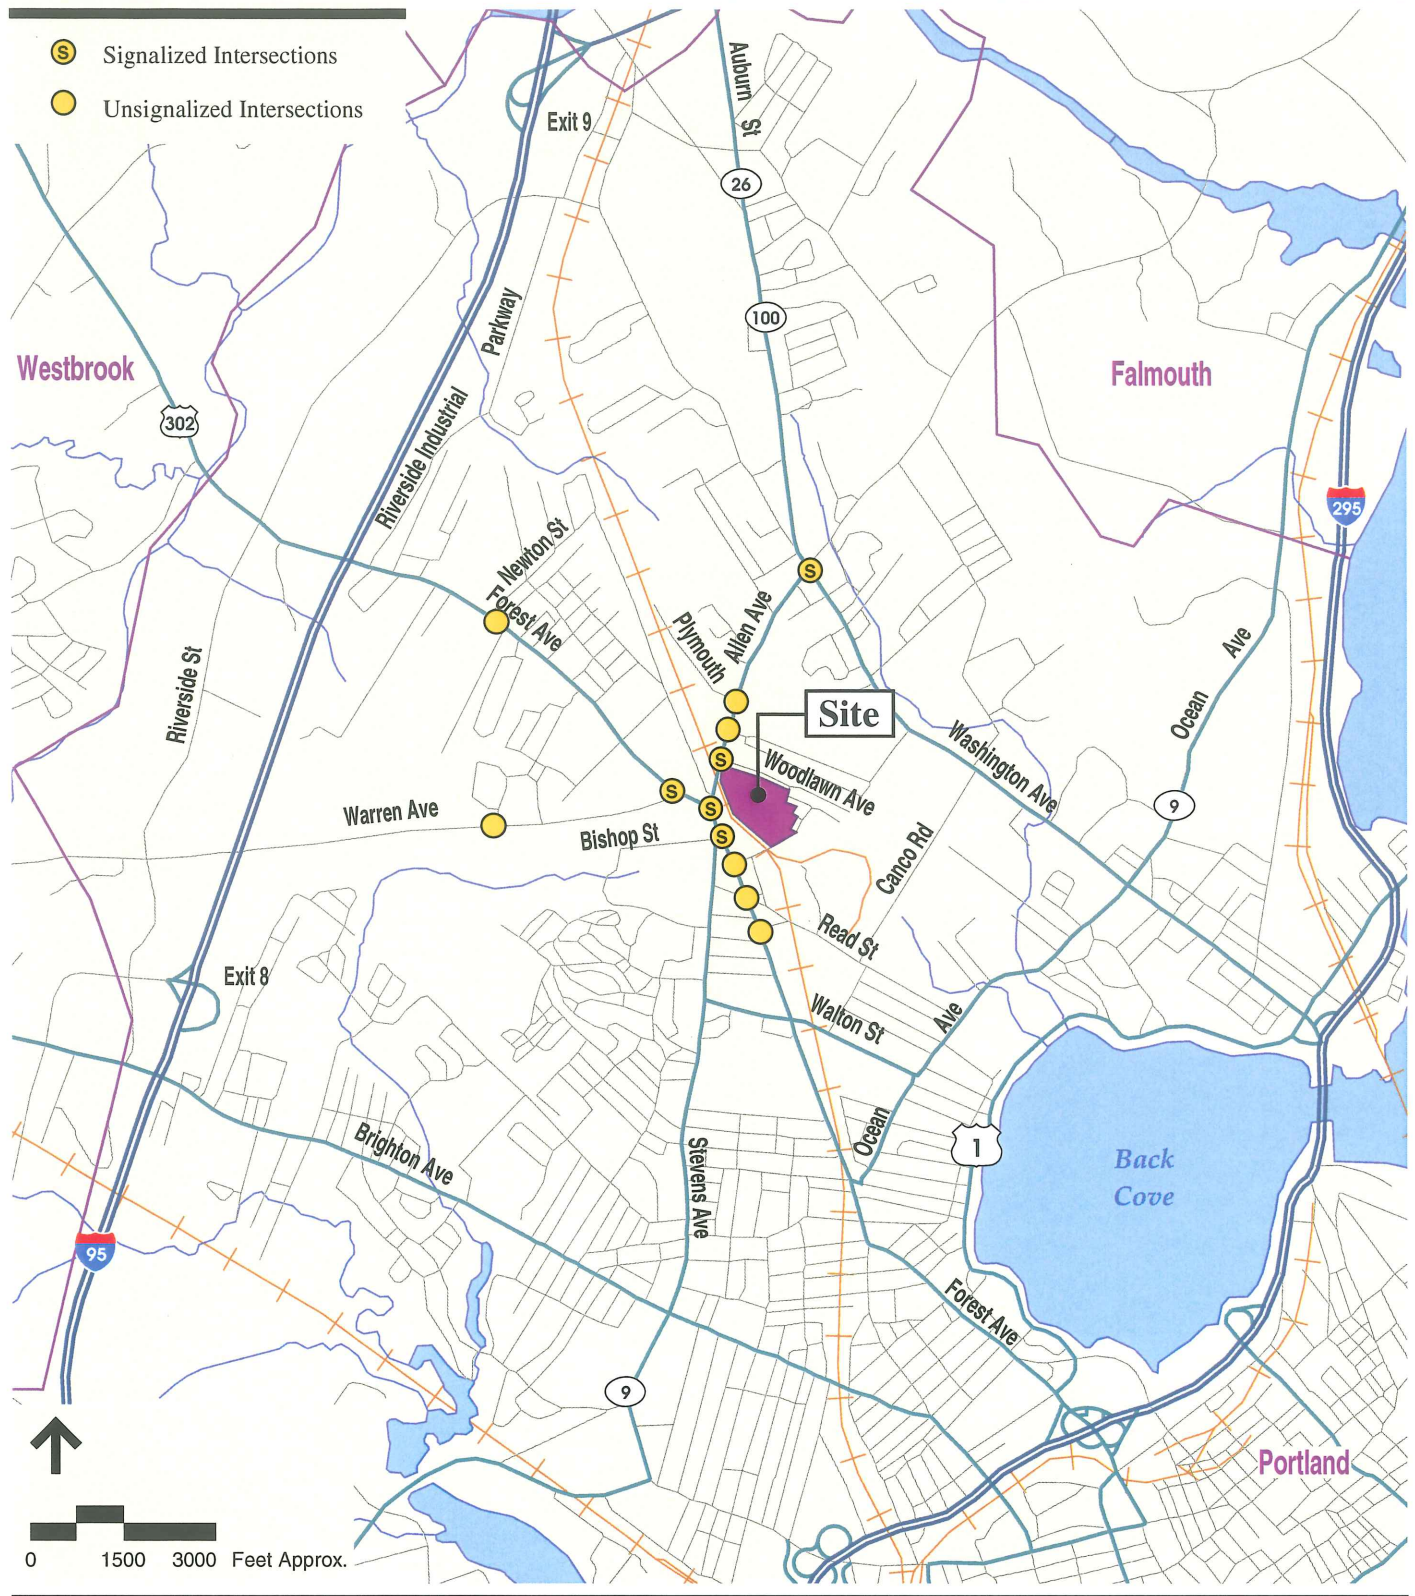 S Signalized Intersections
Unsignalized Intersections
Exit 9
Auburn St
26
100
Parkway
Westbrook
302
Falmouth
Riverside Industrial
295
Newton St
Forest Ave
S
Plymouth
Allen Ave
Riverside St
Ocean Ave
Site
S
Woodlawn Ave
Washington Ave
S
S
9
Warren Ave
Bishop St
S
Canco Rd
Read St
Exit 8
Walton St
Ave
Ocean
1
Back
Cove
Brighton Ave
Stevens Ave
95
Forest Ave
9
Portland
0 1500 3000 Feet Approx.